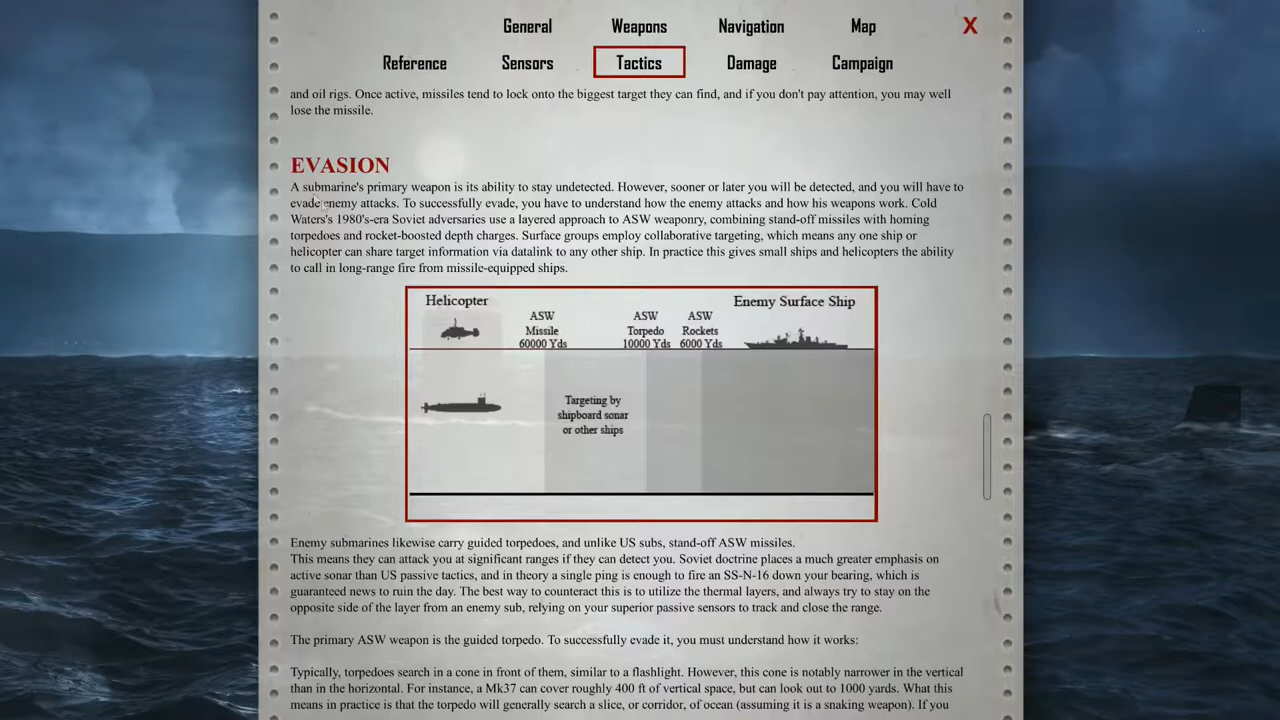 General Weapons Navigation Map X
Reference Sensors Tactics Damage Campaign
and oil rigs. Once active, missiles tend to lock onto the biggest target they can find, and if you don't pay attention, you may well
lose the missile.
EVASION
A submarine's primary weapon is its ability to stay undetected. However, sooner or later you will be detected, and you will have to
evade enemy attacks. To successfully evade, you have to understand how the enemy attacks and how his weapons work. Cold
Waters's 1980's-era Soviet adversaries use a layered approach to ASW weaponry, combining stand-off missiles with homing
torpedoes and rocket-boosted depth charges. Surface groups employ collaborative targeting, which means any one ship or
helicopter can share target information via datalink to any other ship. In practice this gives small ships and helicopters the ability
to call in long-range fire from missile-equipped ships.
Helicopter
ASW
Missile
60000 Yds
ASW
Torpedo
10000 Yds
ASW
Rockets
6000 Yds
Enemy Surface Ship
Targeting by
shipboard sonar
or other ships
Enemy submarines likewise carry guided torpedoes, and unlike US subs, stand-off ASW missiles.
This means they can attack you at significant ranges if they can detect you. Soviet doctrine places a much greater emphasis on
active sonar than US passive tactics, and in theory a single ping is enough to fire an SS-N-16 down your bearing, which is
guaranteed news to ruin the day. The best way to counteract this is to utilize the thermal layers, and always try to stay on the
opposite side of the layer from an enemy sub, relying on your superior passive sensors to track and close the range.
The primary ASW weapon is the guided torpedo. To successfully evade it, you must understand how it works:
Typically, torpedoes search in a cone in front of them, similar to a flashlight. However, this cone is notably narrower in the vertical
than in the horizontal. For instance, a Mk37 can cover roughly 400 ft of vertical space, but can look out to 1000 yards. What this
means in practice is that the torpedo will generally search a slice, or corridor, of ocean (assuming it is a snaking weapon). If you